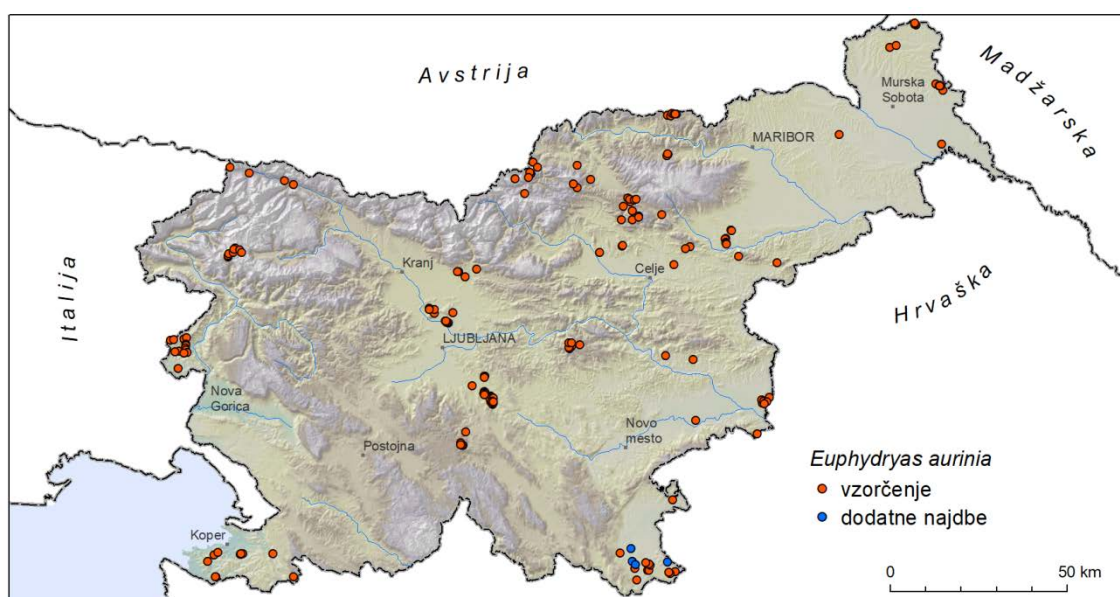 Avstrija
Madžarska
Murska
Sobota
MARIBOR
Italija
Kranj
Celje
Hrvaška
LJUBLJANA
Nova
Gorica
Postojna
Novo
mesto
Euphydryas aurinia
vzorčenje
dodatne najdbe
Koper
0 50 km